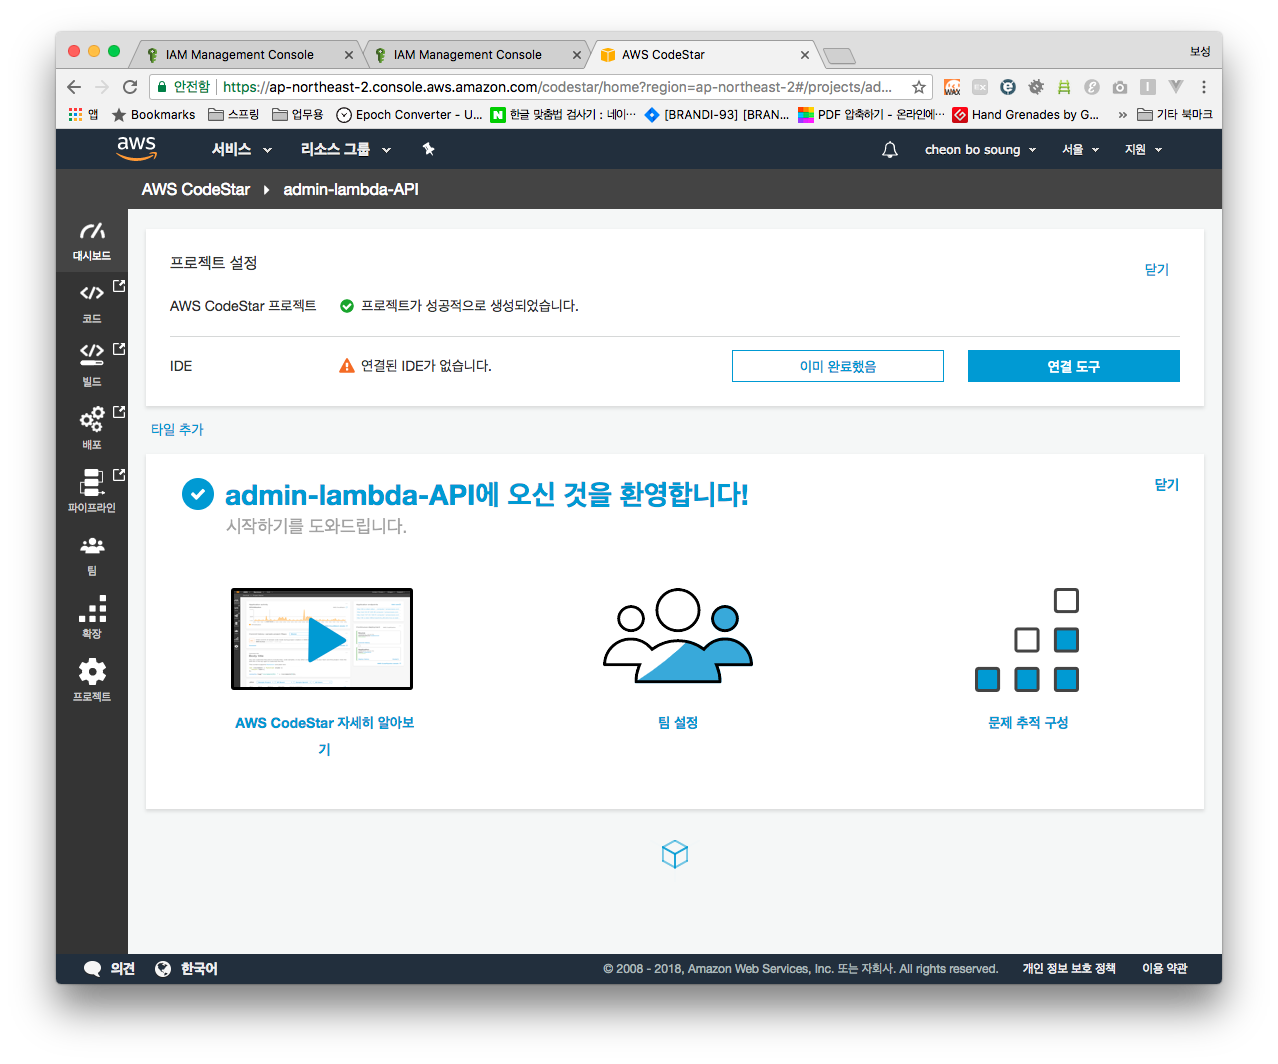 IAM Management Console
IAM Management Console
AWS CodeStar
보성
안전함
https://ap-northeast-2.console.aws.amazon.com/codestar/home?region=ap-northeast-2#/projects/ad...
앱
Bookmarks
스프링
업무용
Epoch Converter - U...
한글 맞춤법 검사기 : 네이…
[BRANDI-93] [BRAN...
PDF 압축하기 - 온라인에…
Hand Grenades by G...
»
기타 북마크
aws
서비스
리소스 그룹
cheon bo soung
서울
지원
AWS CodeStar
admin-lambda-API
대시보드
코드
빌드
배포
파이프라인
팀
확장
프로젝트
프로젝트 설정
닫기
AWS CodeStar 프로젝트
프로젝트가 성공적으로 생성되었습니다.
IDE
연결된 IDE가 없습니다.
이미 완료했음
연결 도구
타일 추가
admin-lambda-API에 오신 것을 환영합니다!
닫기
시작하기를 도와드립니다.
AWS CodeStar 자세히 알아보
기
팀 설정
문제 추적 구성
의견
한국어
© 2008 - 2018, Amazon Web Services, Inc. 또는 자회사. All rights reserved.
개인 정보 보호 정책
이용 약관